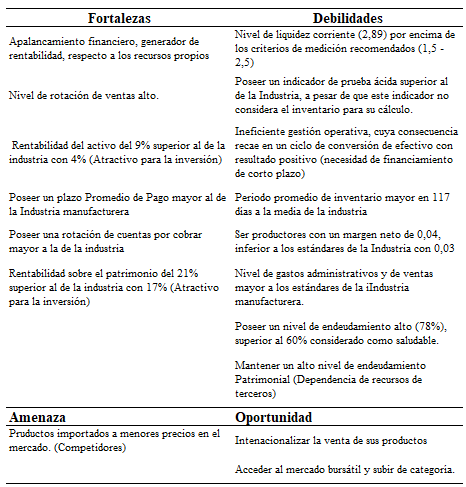 Fortalezas
Debilidades
Apalancamiento financiero, generador de
rentabilidad, respecto a los recursos propios
Nivel de liquidez corriente (2,89) por encima de
los criterios de medición recomendados (1,5 -
2,5)
Nivel de rotación de ventas alto.
Poseer un indicador de prueba ácida superior al
de la Industria, a pesar de que este indicador no
considera el inventario para su cálculo.
Rentabilidad del activo del 9% superior al de la
industria con 4% (Atractivo para la inversión)
Ineficiente gestión operativa, cuya consecuencia
recae en un ciclo de conversión de efectivo con
resultado positivo (necesidad de financiamiento
de corto plazo)
Poseer un plazo Promedio de Pago mayor al de
la Industria manufacturera
Periodo promedio de inventario mayor en 117
dias a la media de la industria
Poseer una rotación de cuentas por cobrar
mayor a la de la industria
Ser productores con un margen neto de 0,04,
inferior a los estándares de la Industria con 0,03
Rentabilidad sobre el patrimonio del 21%
superior al de la industria con 17% (Atractivo
para la inversión)
Nivel de gastos administrativos y de ventas
mayor a los estándares de la iIndustria
manufacturera.
Poseer un nivel de endeudamiento alto (78%),
superior al 60% considerado como saludable.
Mantener un alto nivel de endeudamiento
Patrimonial (Dependencia de recursos de
terceros)
Amenaza
Oportunidad
Pruductos importados a menores precios en el
mercado. (Competidores)
Intenacionalizar la venta de sus productos
Acceder al mercado bursátil y subir de categoria.